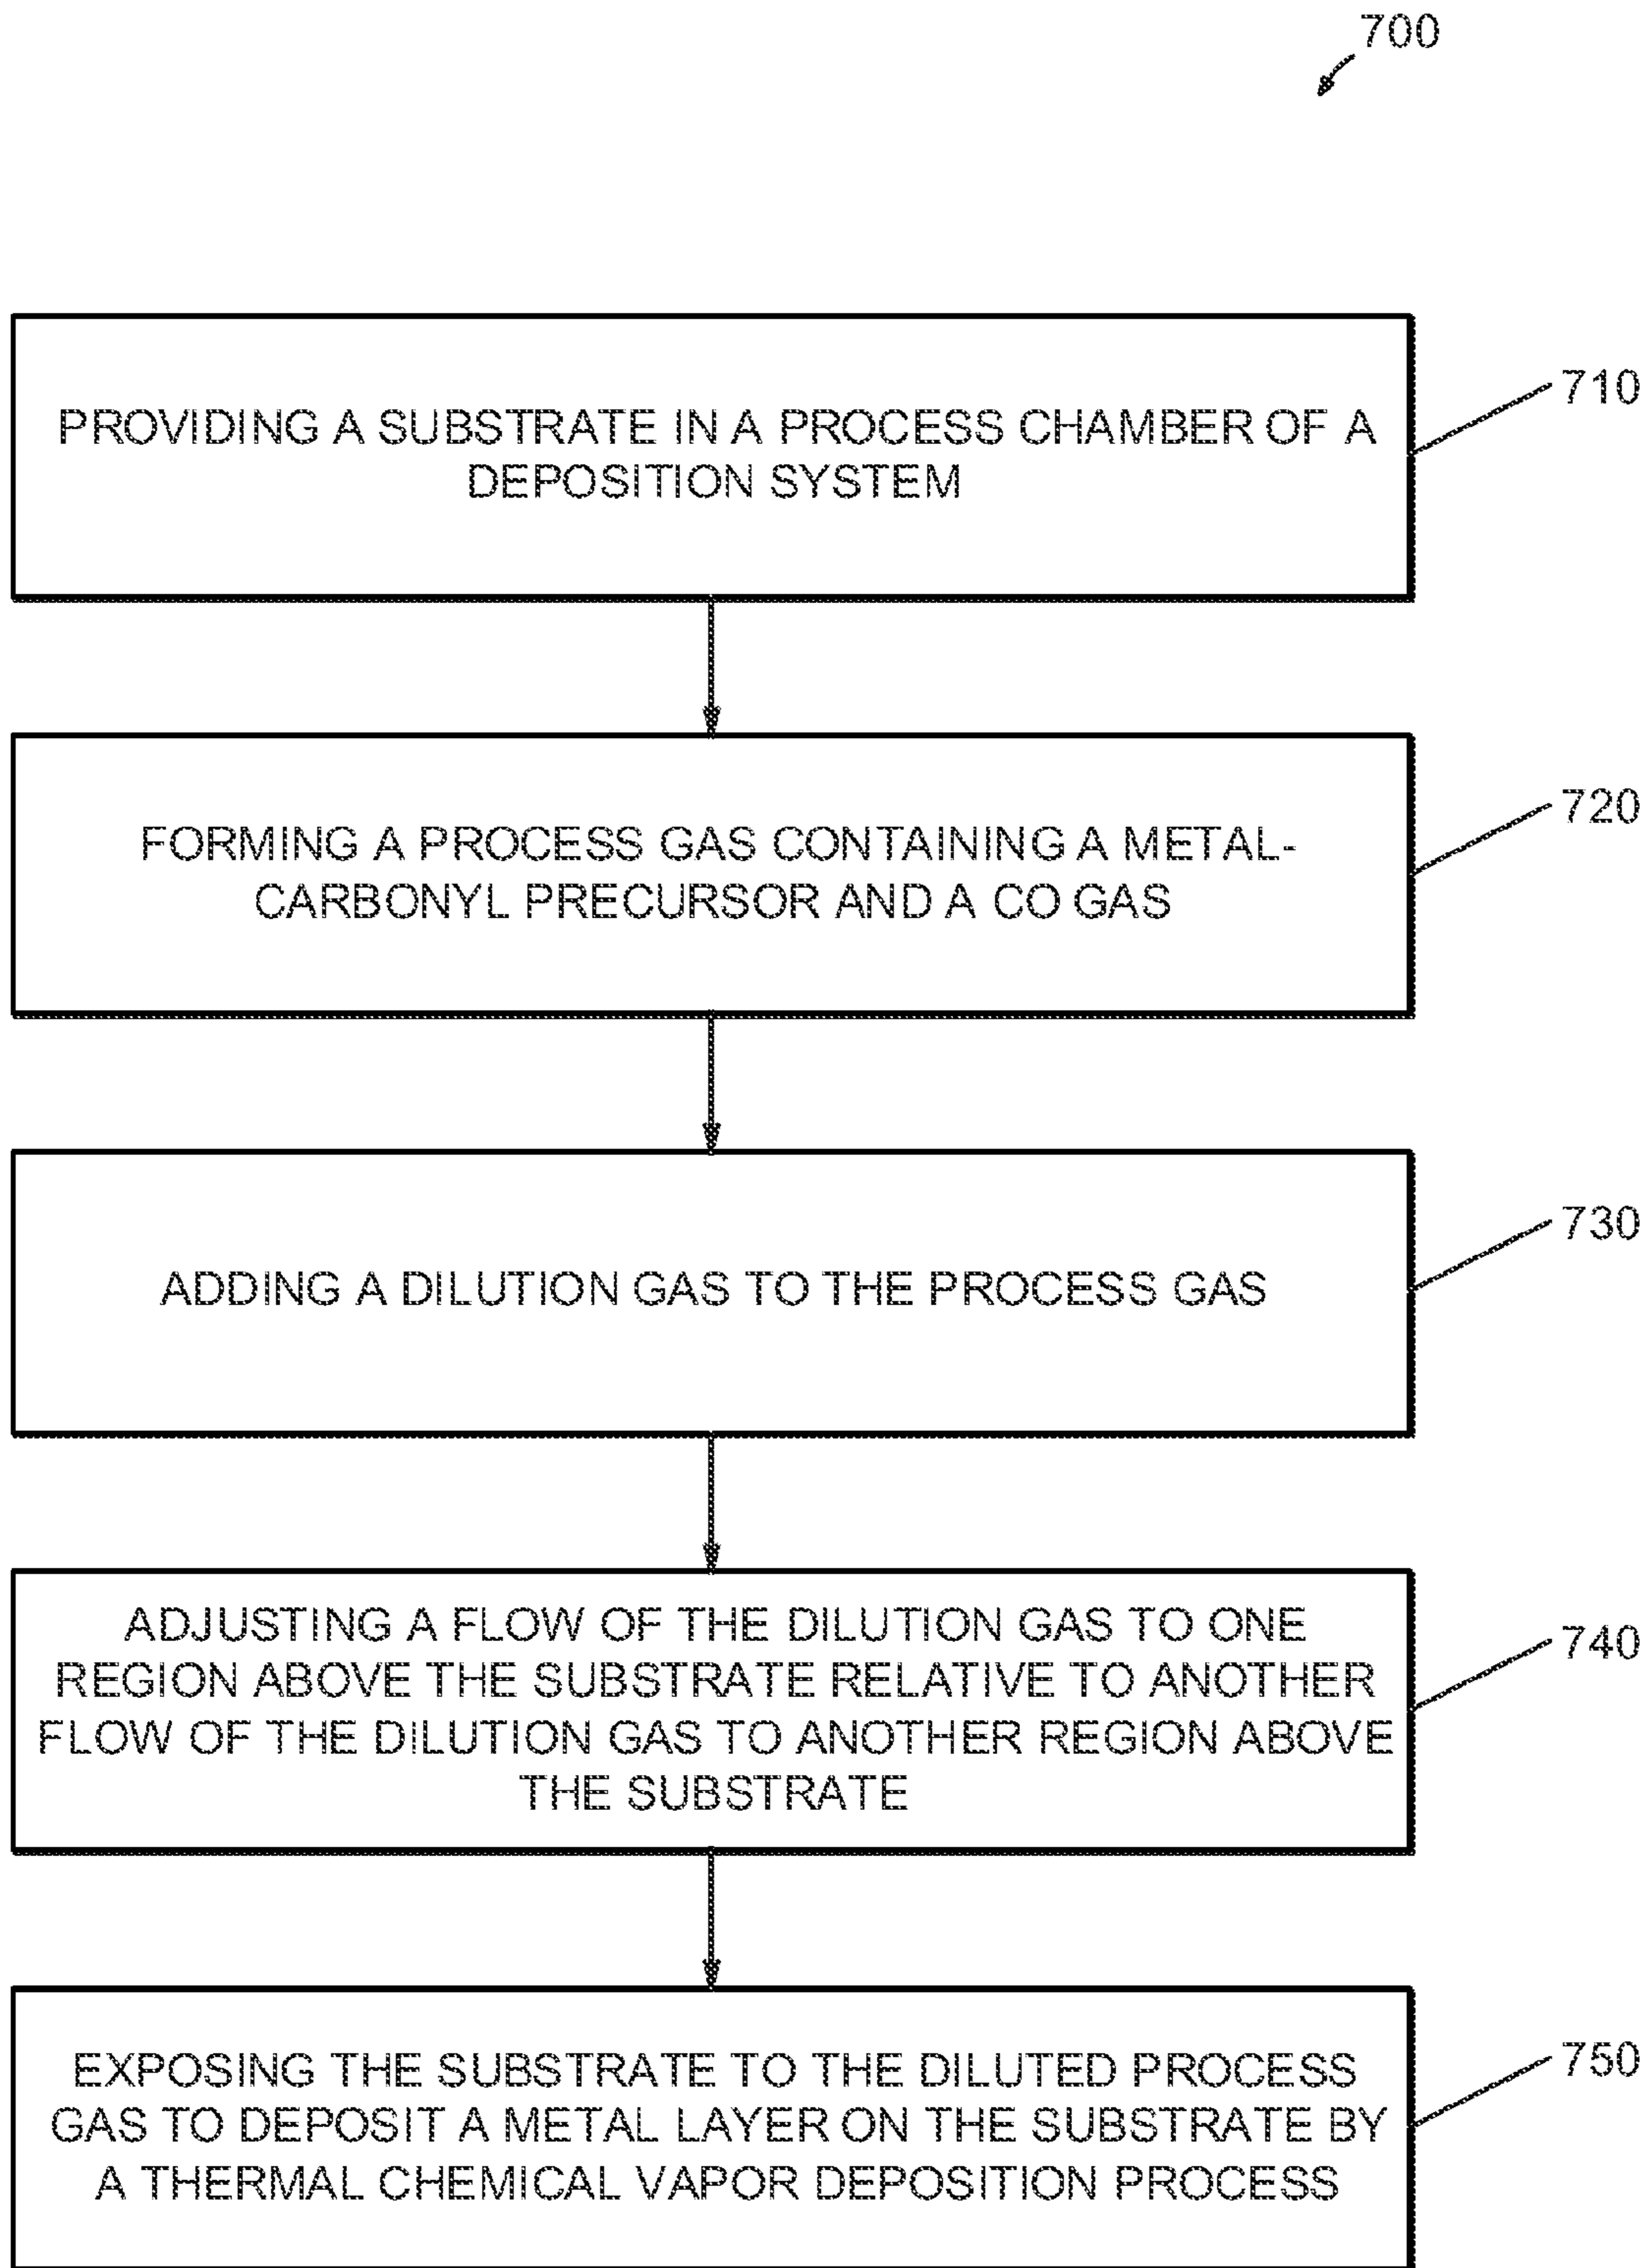 700
PROVIDING A SUBSTRATE IN A PROCESS CHAMBER OF A
DEPOSITION SYSTEM
710
FORMING A PROCESS GAS CONTAINING A METAL-
CARBONYL PRECURSOR AND A CO GAS
720
ADDING A DILUTION GAS TO THE PROCESS GAS
730
ADJUSTING A FLOW OF THE DILUTION GAS TO ONE
REGION ABOVE THE SUBSTRATE RELATIVE TO ANOTHER
FLOW OF THE DILUTION GAS TO ANOTHER REGION ABOVE
THE SUBSTRATE
740
EXPOSING THE SUBSTRATE TO THE DILUTED PROCESS
GAS TO DEPOSIT A METAL LAYER ON THE SUBSTRATE BY
A THERMAL CHEMICAL VAPOR DEPOSITION PROCESS
750